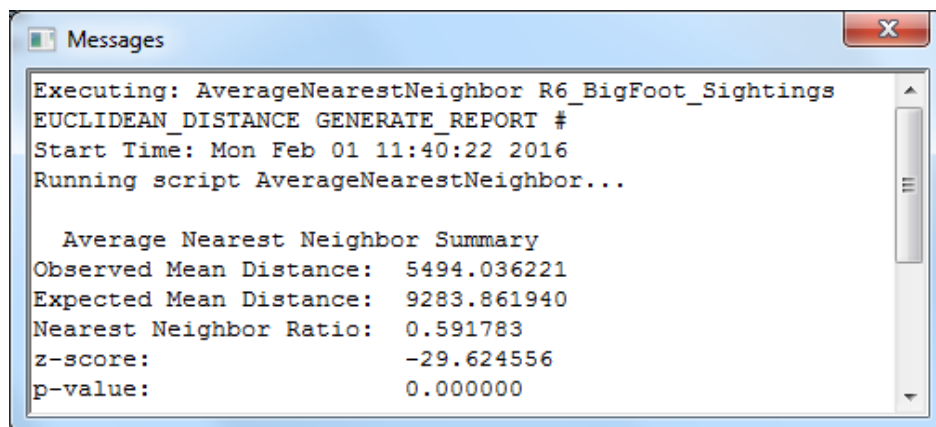 Messages
Executing: AverageNearestNeighbor R6_BigFoot_Sightings
EUCLIDEAN_DISTANCE GENERATE_REPORT #
Start Time: Mon Feb 01 11:40:22 2016
Running script AverageNearestNeighbor...
Average Nearest Neighbor Summary
Observed Mean Distance: 5494.036221
Expected Mean Distance: 9283.861940
Nearest Neighbor Ratio: 0.591783
z-score: -29.624556
p-value: 0.000000